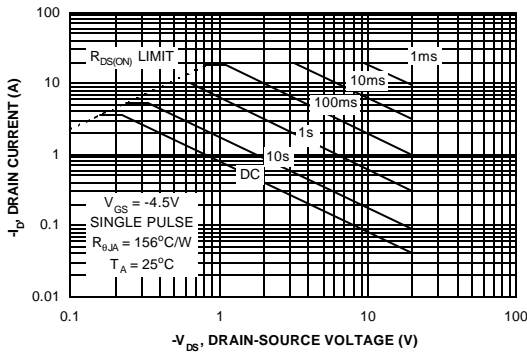 100
R_DS(ON) LIMIT
1ms
10
10ms
100ms
1s
1
10s
DC
V_GS = -4.5V
SINGLE PULSE
R_θJA = 156°C/W
T_A = 25°C
0.1
0.01
0.1
1
10
100
-I_D, DRAIN CURRENT (A)
-V_DS, DRAIN-SOURCE VOLTAGE (V)